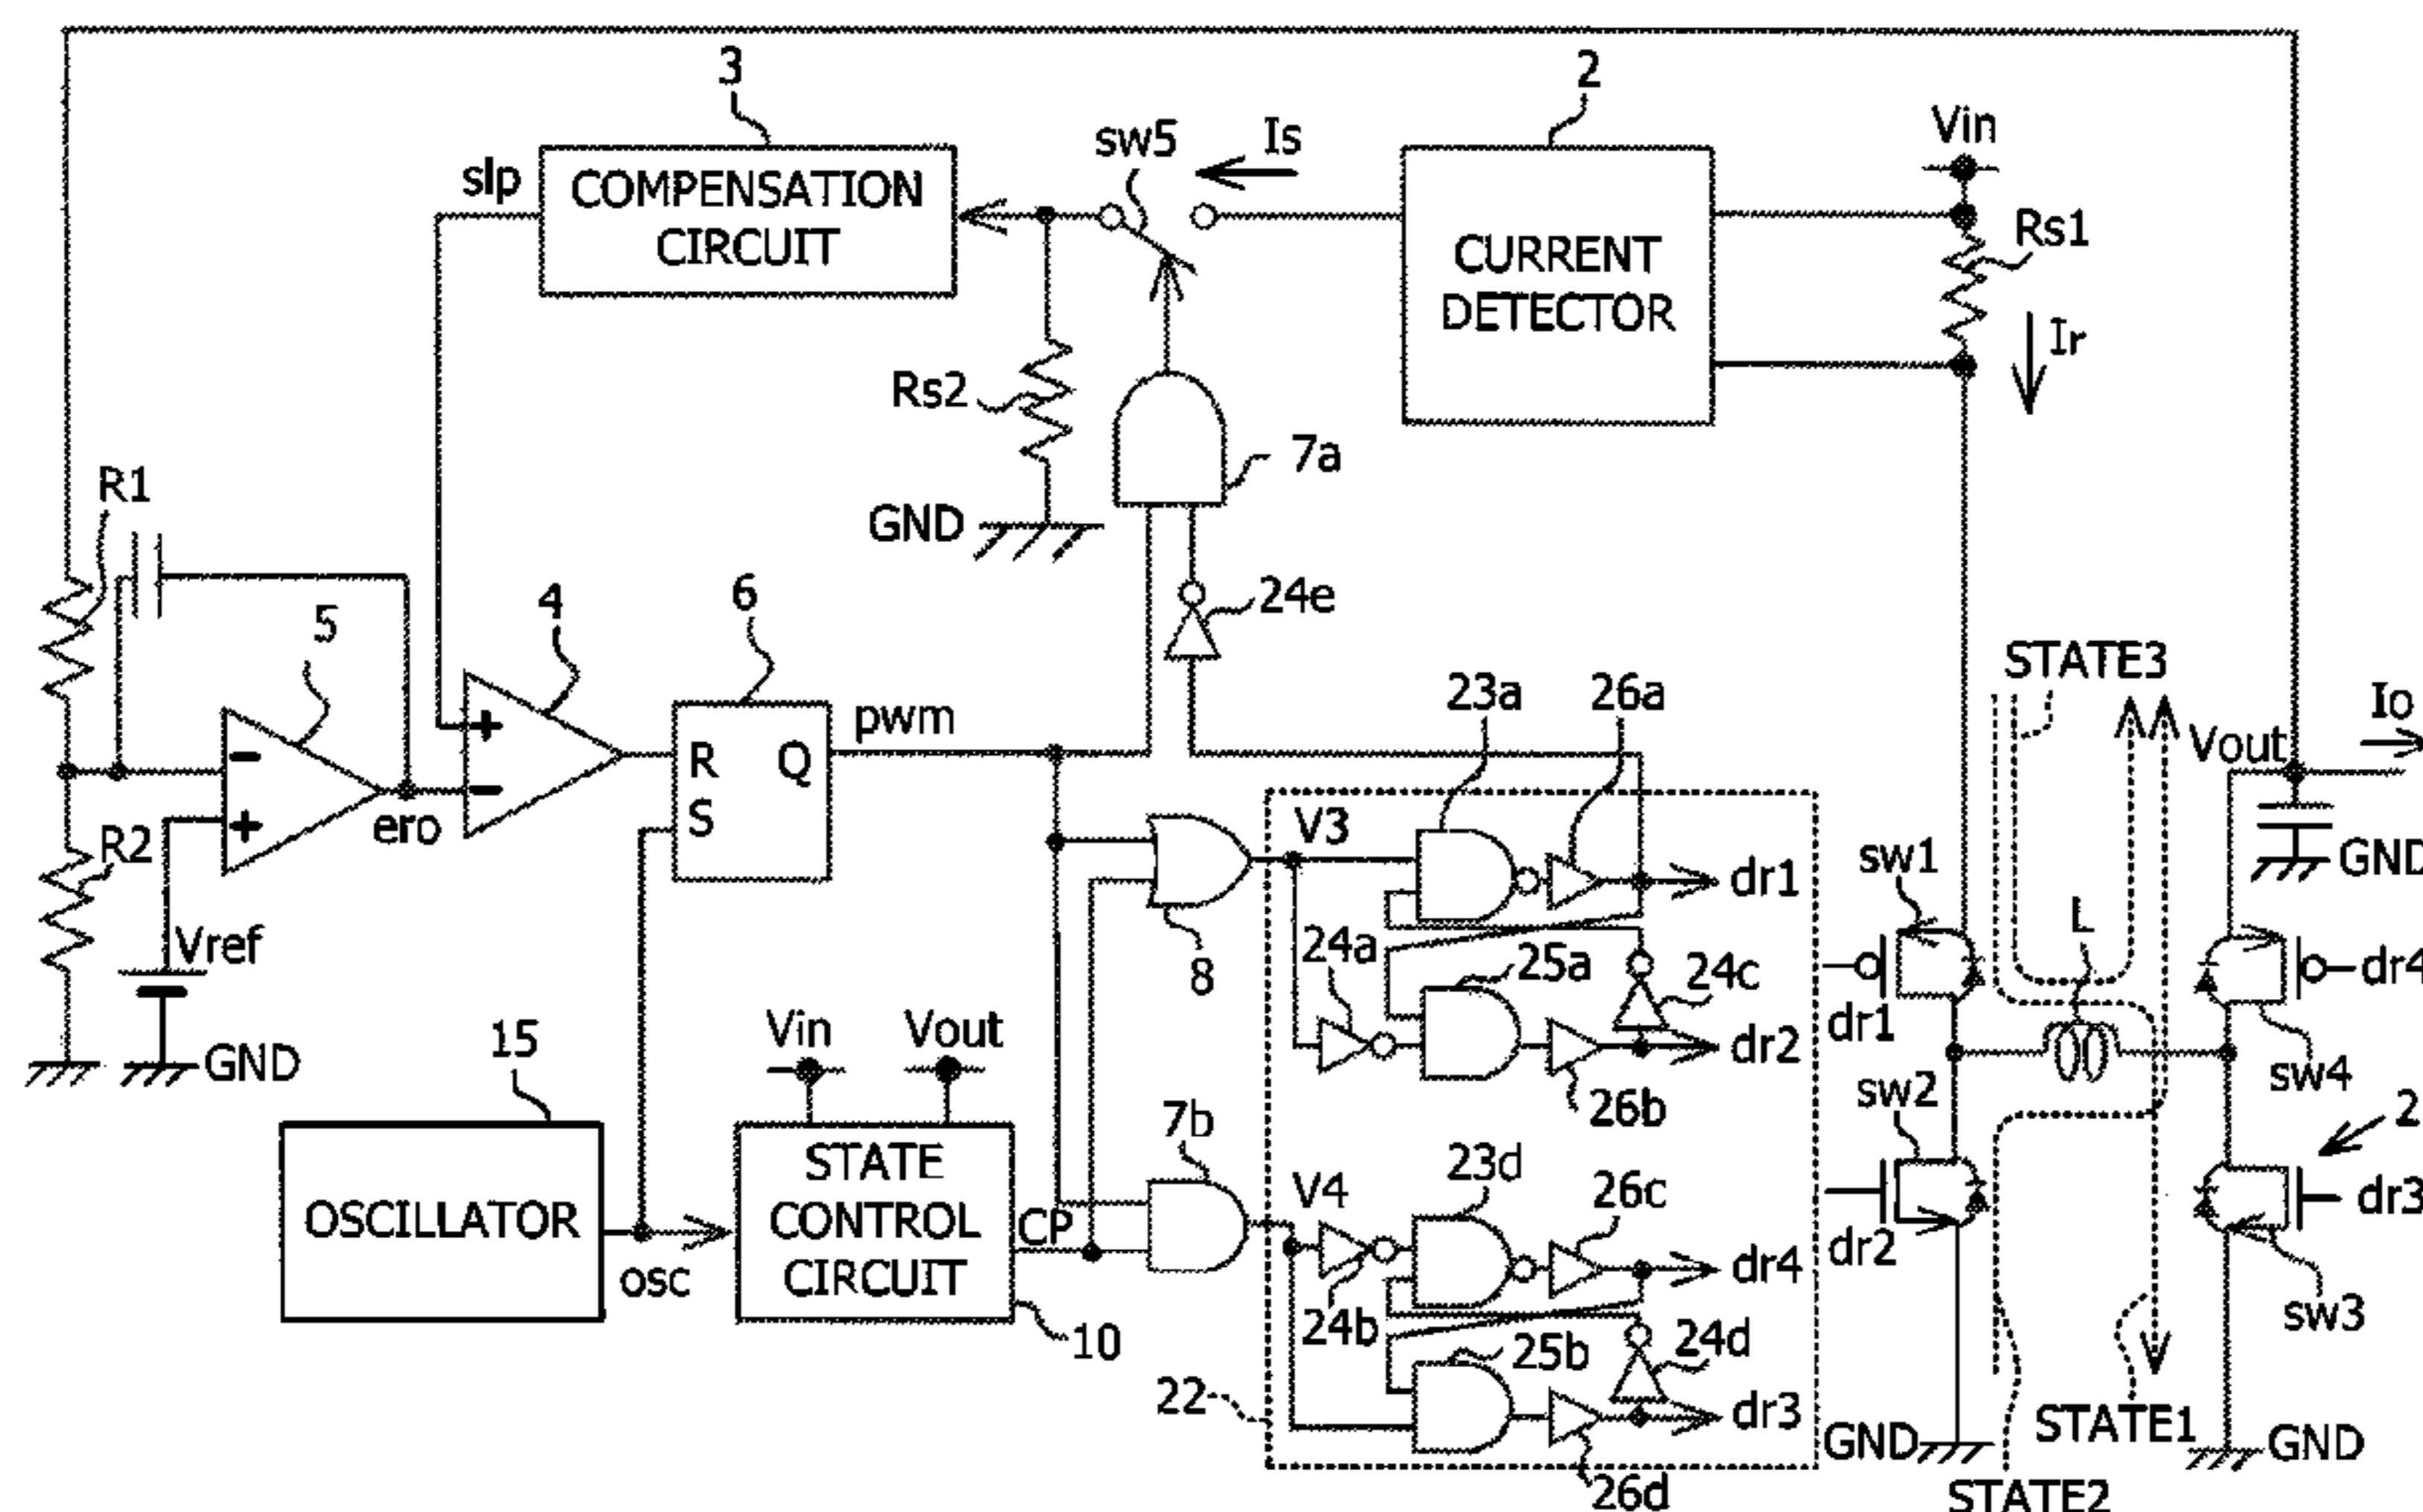 3
2
slp
COMPENSATION
CIRCUIT
sw5
Is
CURRENT
DETECTOR
Vin
Rs1
Ir
Rs2
GND
7a
R1
5
4
6
24e
R
S
Q
pwm
ero
R2
Vref
GND
8
V3
23a
26a
dr1
24a
25a
24c
dr2
26b
STATE3
Io
Vout
GND
sw1
L
dr4
dr1
sw4
sw2
2
dr2
dr3
sw3
15
OSCILLATOR
osc
Vin
Vout
STATE
CONTROL
CIRCUIT
CP
10
7b
V4
23d
26c
dr4
24b
25b
24d
dr3
22
26d
GND
STATE1
GND
STATE2